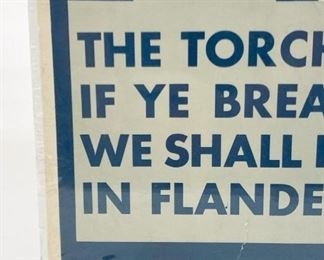 THE TORCH
IF YE BREA
WE SHALL
IN FLANDE